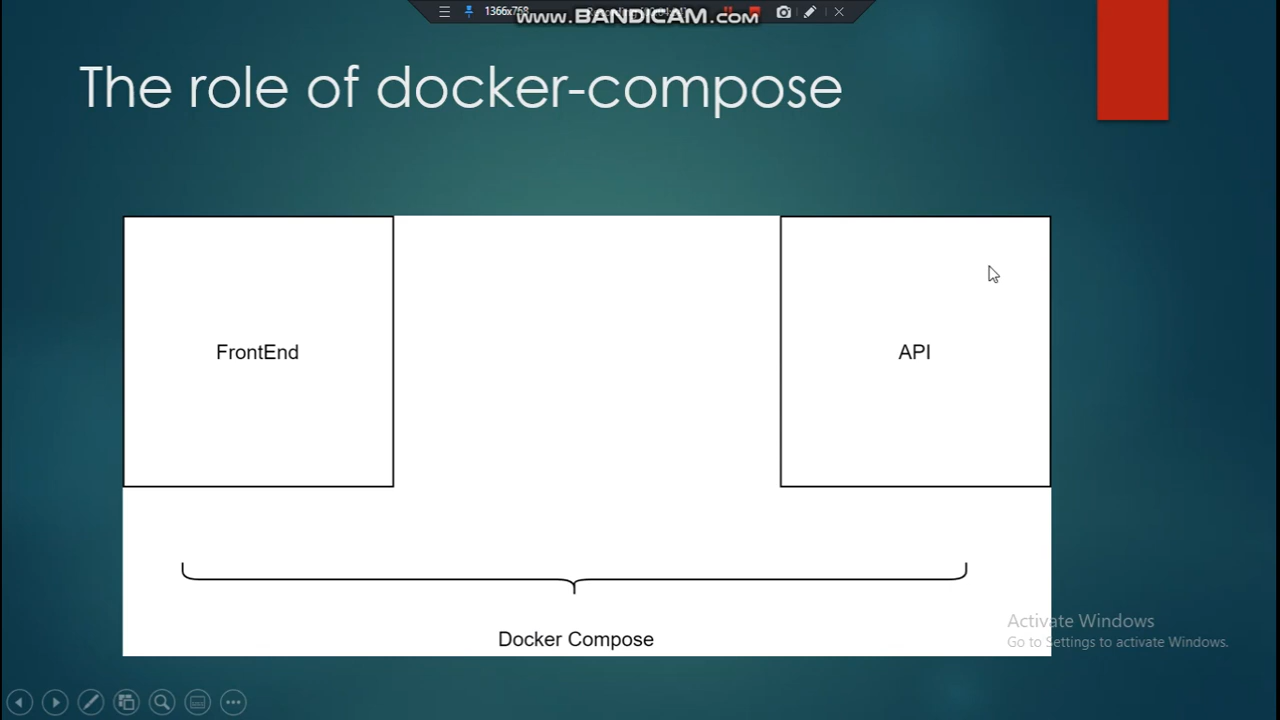 1366x768
www.BANDICAM.com
The role of docker-compose
FrontEnd
API
Docker Compose
Activate Windows
Go to Settings to activate Windows.